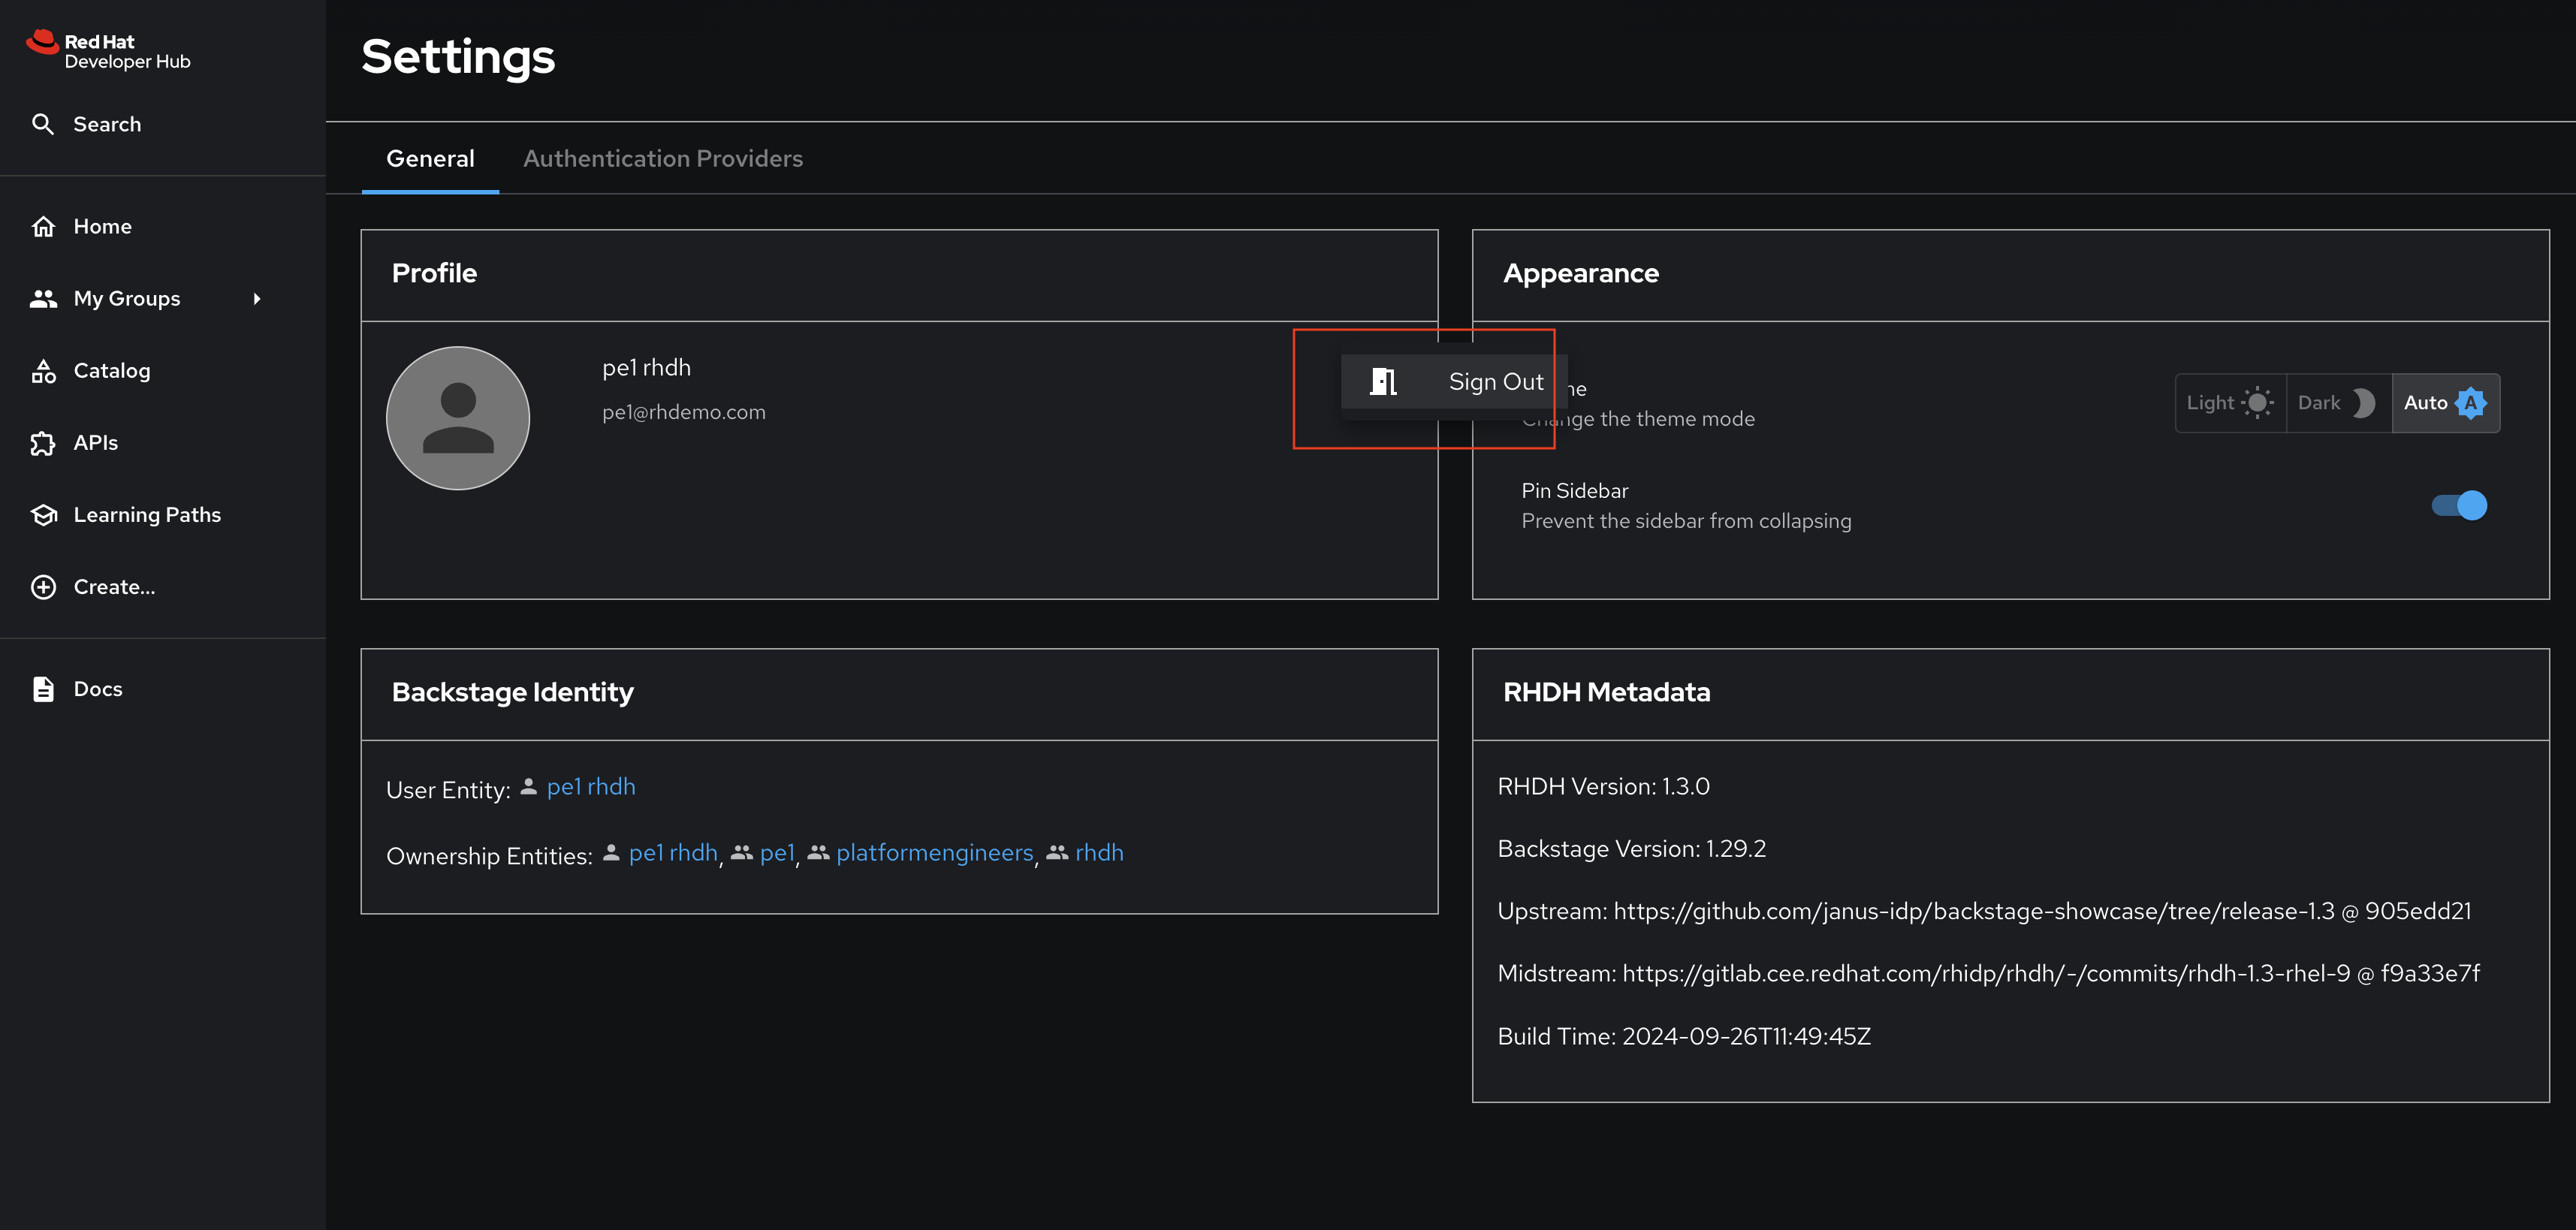 Red Hat
Developer Hub
Search
Home
My Groups
Catalog
APIs
Learning Paths
Create...
Docs
Settings
General
Authentication Providers
Profile
pe1 rhdh
pe1@rhdemo.com
Sign Out
Appearance
Change the theme mode
Light
Dark
Auto
A
Pin Sidebar
Prevent the sidebar from collapsing
Backstage Identity
User Entity: pe1 rhdh
Ownership Entities: pe1 rhdh, pe1, platformengineers, rhdh
RHDH Metadata
RHDH Version: 1.3.0
Backstage Version: 1.29.2
Upstream: https://github.com/janus-idp/backstage-showcase/tree/release-1.3 @ 905edd21
Midstream: https://gitlab.cee.redhat.com/rhidp/rhdh/-/commits/rhdh-1.3-rhel-9 @ f9a33e7f
Build Time: 2024-09-26T11:49:45Z